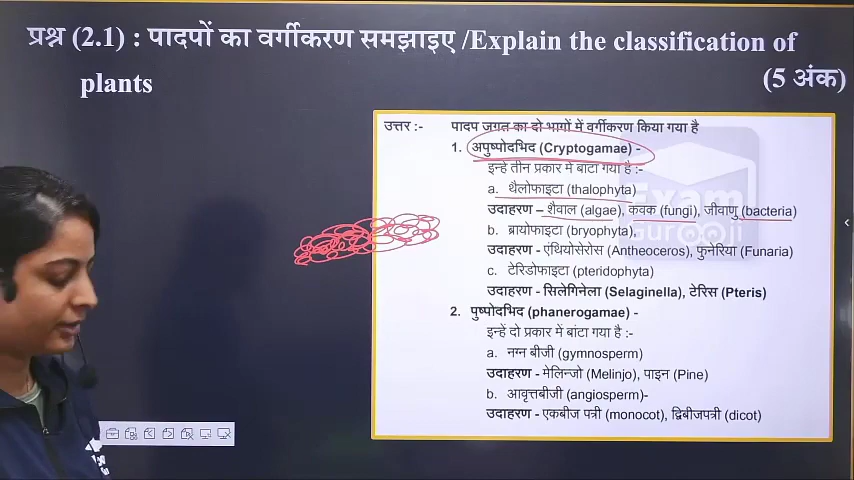 प्रश्न (2.1) : पादपों का वर्गीकरण समझाइए /Explain the classification of
plants
(5 अंक)
उत्तर :- पादप जगत का दो भागों में वर्गीकरण किया गया है
1. अपुष्पोदभिद (Cryptogamae) -
इन्हें तीन प्रकार में बांटा गया है :-
a. थैलोफाइटा (thalophyta)
उदाहरण – शैवाल (algae), कवक (fungi), जीवाणु (bacteria)
b. ब्रायोफाइटा (bryophyta),
उदाहरण - एंथियोसेरोस (Antheoceros), फुनेरिया (Funaria)
c. टेरिडोफाइटा (pteridophyta)
उदाहरण - सिलेगिनेला (Selaginella), टेरिस (Pteris)
2. पुष्पोदभिद (phanerogamae) -
इन्हें दो प्रकार में बांटा गया है :-
a. नग्न बीजी (gymnosperm)
उदाहरण - मेलिन्जो (Melinjo), पाइन (Pine)
b. आवृत्तबीजी (angiosperm)-
उदाहरण - एकबीज पत्री (monocot), द्विबीजपत्री (dicot)
Exam
Gurooji